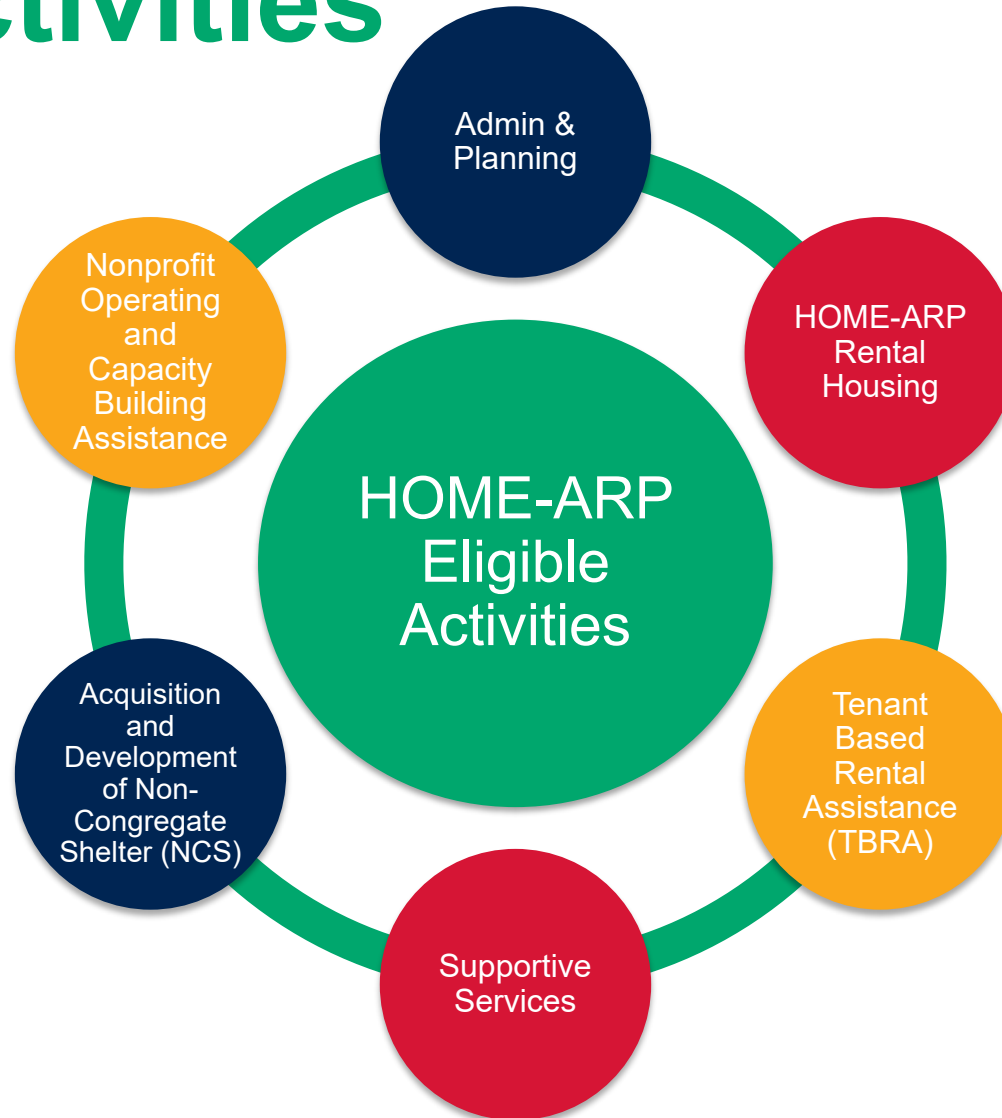 ctivities
Admin &
Planning
HOME-ARP
Rental
Housing
Tenant
Based
Rental
Assistance
(TBRA)
Supportive
Services
Acquisition
and
Development
of Non-
Congregate
Shelter (NCS)
Nonprofit
Operating
and
Capacity
Building
Assistance
HOME-ARP
Eligible
Activities